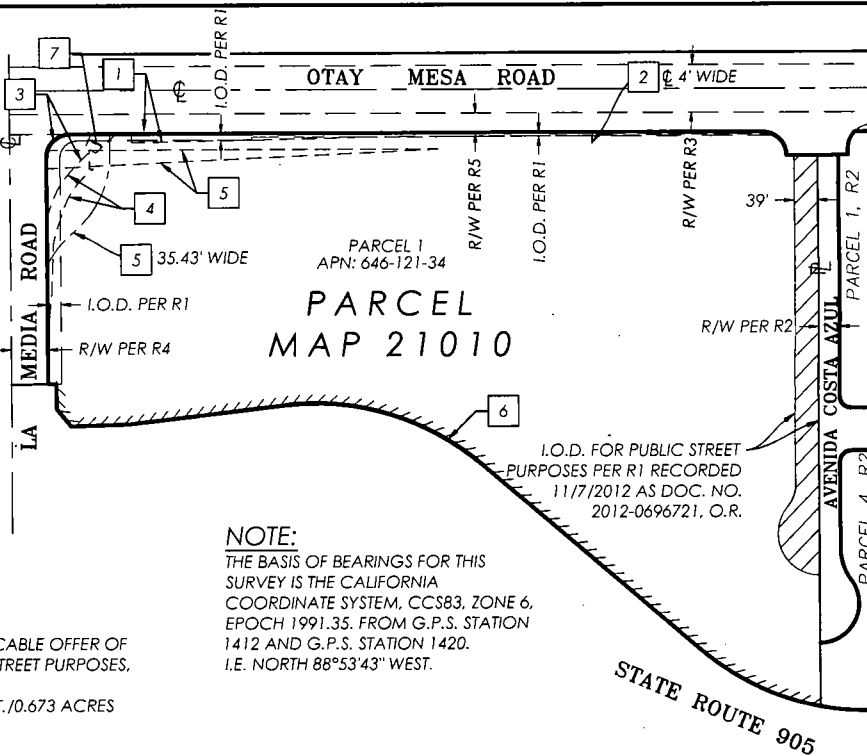 I.O.D. PER R1
7
1
3
OTAY MESA ROAD
2
℄ 4' WIDE
℄
℄
R/W PER R5
I.O.D. PER R1
R/W PER R3
5
4
5
35.43' WIDE
39'
PARCEL 1, R2
PARCEL 1
APN: 646-121-34
PARCEL
MAP 21010
I.O.D. PER R1
R/W PER R4
LA MEDIA ROAD
R/W PER R2
AVENIDA COSTA AZUL
6
I.O.D. FOR PUBLIC STREET
PURPOSES PER R1 RECORDED
11/7/2012 AS DOC. NO.
2012-0696721, O.R.
PARCEL 4, R2
NOTE:
THE BASIS OF BEARINGS FOR THIS
SURVEY IS THE CALIFORNIA
COORDINATE SYSTEM, CCS83, ZONE 6,
EPOCH 1991.35. FROM G.P.S. STATION
1412 AND G.P.S. STATION 1420.
I.E. NORTH 88°53'43" WEST.
CABLE OFFER OF
TREET PURPOSES,
T./0.673 ACRES
STATE ROUTE 905